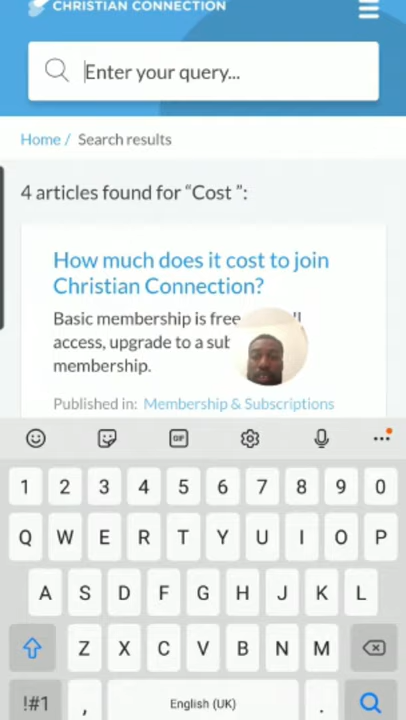 CHRISTIAN CONNECTION
Enter your query...
Home / Search results
4 articles found for “Cost ”:
How much does it cost to join
Christian Connection?
Basic membership is free
access, upgrade to a sub
membership.
Published in: Membership & Subscriptions
GIF
1 2 3 4 5 6 7 8 9 0
Q W E R T Y U I O P
A S D F G H J K L
Z X C V B N M
!#1 , English (UK) .